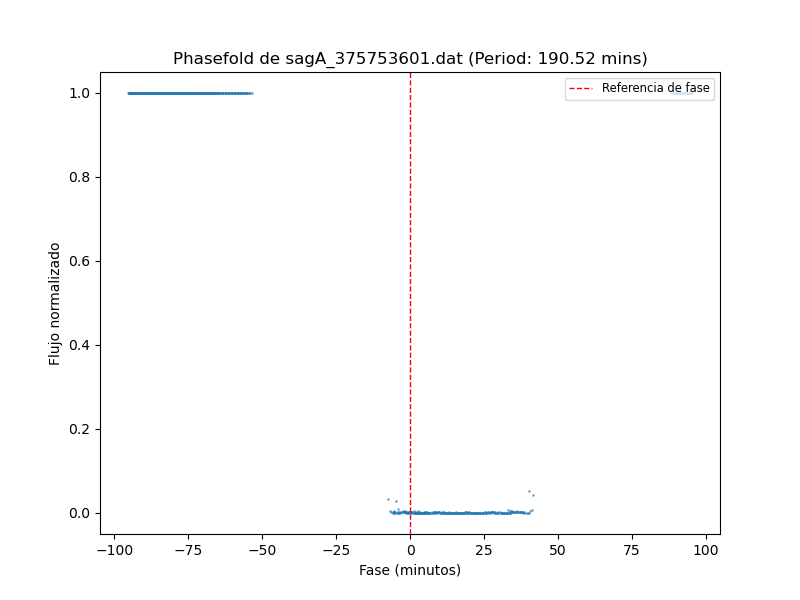 Phasefold de sagA_375753601.dat (Period: 190.52 mins)
Referencia de fase
Flujo normalizado
1.0
0.8
0.6
0.4
0.2
0.0
−100 −75 −50 −25 0 25 50 75 100
Fase (minutos)